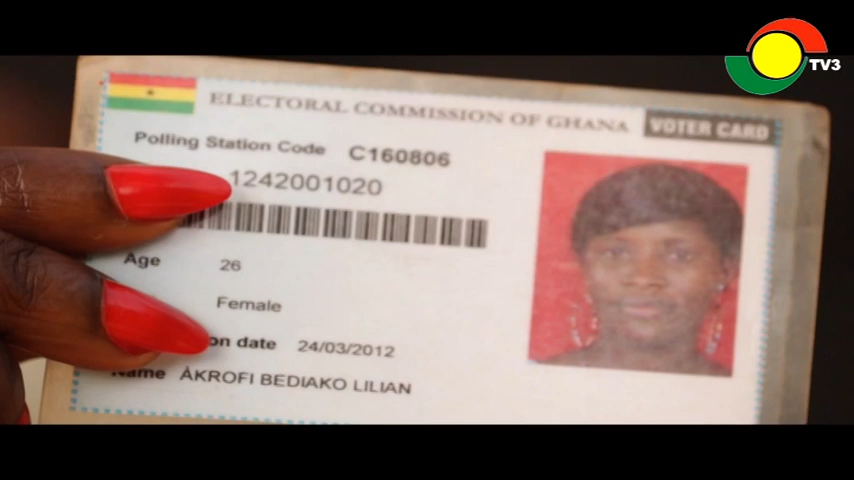 TV3
ELECTORAL COMMISSION OF GHANA VOTER CARD
Polling Station Code C160806
1242001020
Age 26
Female
on date 24/03/2012
Name AKROFI BEDIAKO LILIAN